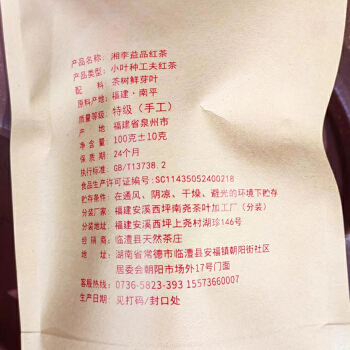 产品名称：湘李益品红茶
产品类型：小叶种工夫红茶
配 料：茶树鲜芽叶
原料产地：福建·南平
质量等级：特级（手工）
产 地：福建省泉州市
净含量：100克±10克
保 质 期：24个月
执行标准：GB/T13738.2
食品生产许可证编号:SC11435052400218
贮存条件：在通风、阴凉、干燥、避光的环境下贮存
分装厂家：福建安溪西坪南尧茶叶加工厂（分装）
分装地址：福建安溪西坪上尧村湖珍146号
经 销 商：临澧县天然茶庄
地 址：湖南省常德市临澧县安福镇朝阳街社区
居委会朝阳市场外17号门面
客服热线：0736-5823-393 15573660007
生产日期：见打码/封口处